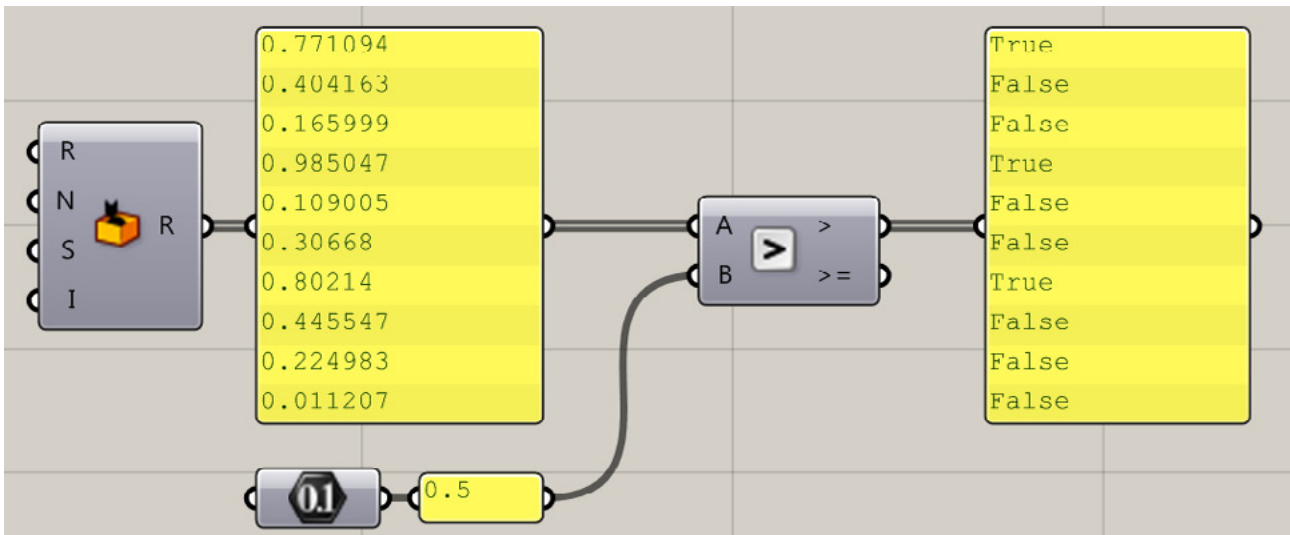 R
N
S
I
R
0.771094
0.404163
0.165999
0.985047
0.109005
0.30668
0.80214
0.445547
0.224983
0.011207
0.1
0.5
A
B
>
>
>=
True
False
False
True
False
False
True
False
False
False